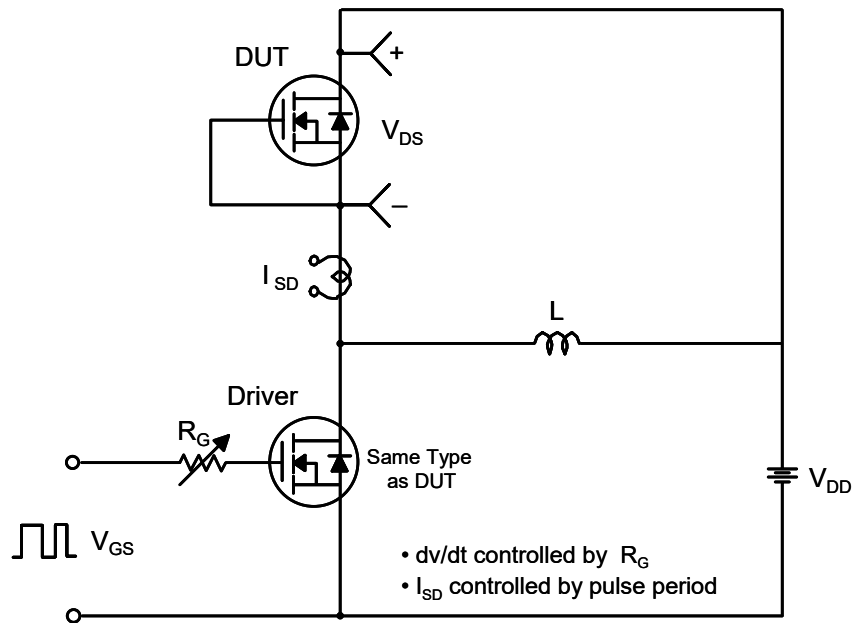 DUT
+
V_DS
–
I_SD
L
Driver
R_G
Same Type
as DUT
V_DD
V_GS
• dv/dt controlled by R_G
• I_SD controlled by pulse period